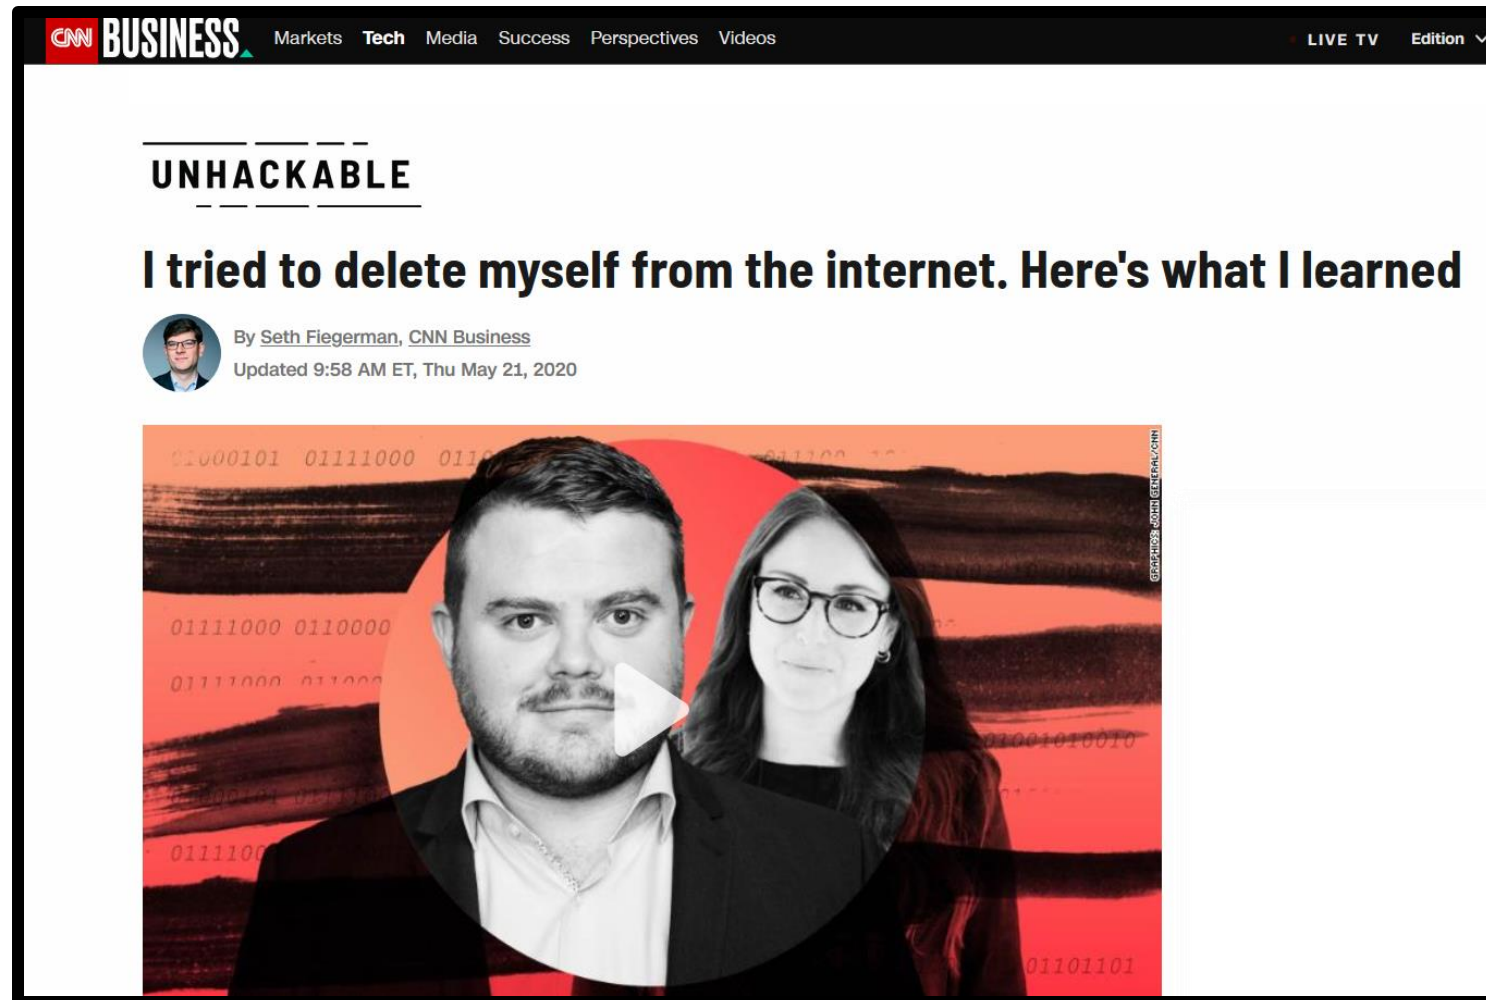 CNN BUSINESS Markets Tech Media Success Perspectives Videos LIVE TV Edition
UNHACKABLE
I tried to delete myself from the internet. Here's what I learned
By Seth Fiegerman, CNN Business
Updated 9:58 AM ET, Thu May 21, 2020
GRAPHICS: JOHN GENERAL/CNN
01111000
01111000 0110000
01001010010
01101101